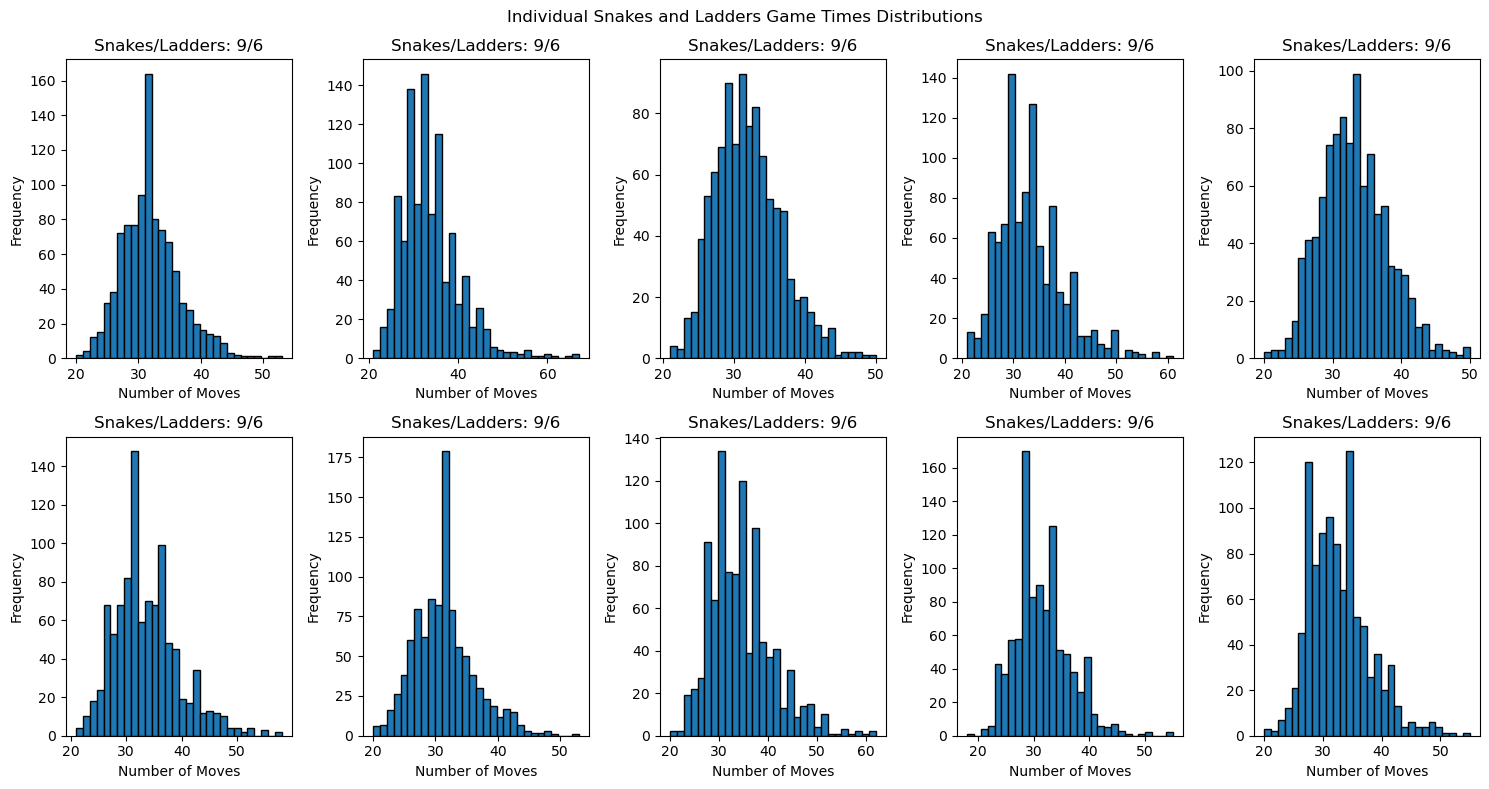 Individual Snakes and Ladders Game Times Distributions
Snakes/Ladders: 9/6
160
140
120
100
80
60
40
20
0
Frequency
20 30 40 50
Number of Moves
Snakes/Ladders: 9/6
140
120
100
80
60
40
20
0
Frequency
20 40 60
Number of Moves
Snakes/Ladders: 9/6
80
60
40
20
0
Frequency
20 30 40 50
Number of Moves
Snakes/Ladders: 9/6
140
120
100
80
60
40
20
0
Frequency
20 30 40 50 60
Number of Moves
Snakes/Ladders: 9/6
100
80
60
40
20
0
Frequency
20 30 40 50
Number of Moves
Snakes/Ladders: 9/6
140
120
100
80
60
40
20
0
Frequency
20 30 40 50
Number of Moves
Snakes/Ladders: 9/6
175
150
125
100
75
50
25
0
Frequency
20 30 40 50
Number of Moves
Snakes/Ladders: 9/6
140
120
100
80
60
40
20
0
Frequency
20 30 40 50 60
Number of Moves
Snakes/Ladders: 9/6
160
140
120
100
80
60
40
20
0
Frequency
20 30 40 50
Number of Moves
Snakes/Ladders: 9/6
120
100
80
60
40
20
0
Frequency
20 30 40 50
Number of Moves